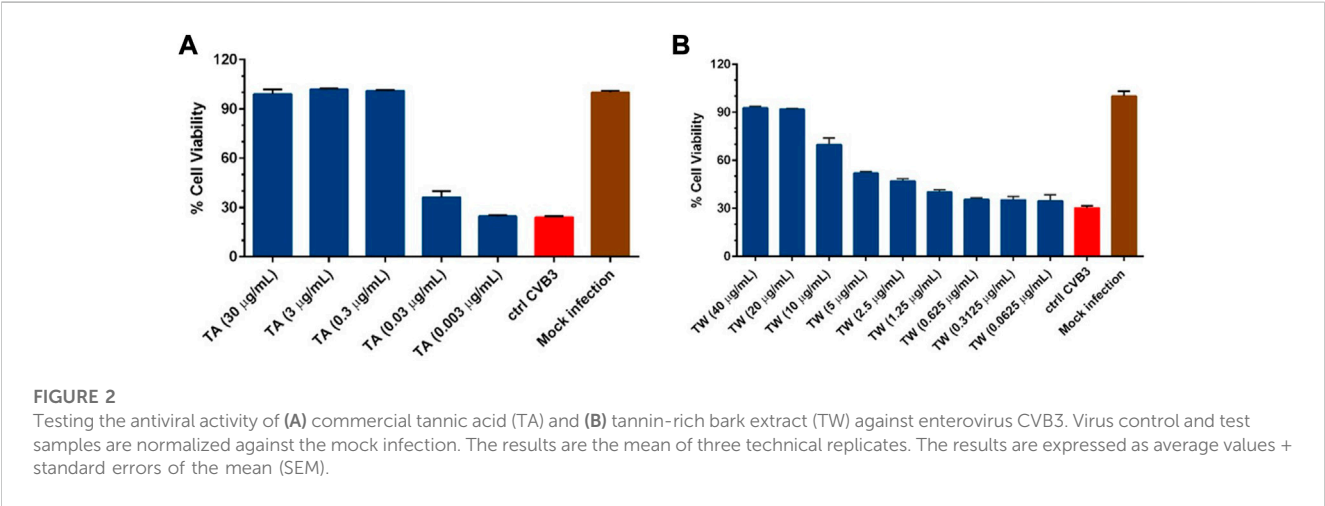 A
% Cell Viability
120
90
60
30
0
TA (30 μg/mL)
TA (3 μg/mL)
TA (0.3 μg/mL)
TA (0.03 μg/mL)
TA (0.003 μg/mL)
ctrl CVB3
Mock infection
B
% Cell Viability
120
90
60
30
0
TW (40 μg/mL)
TW (20 μg/mL)
TW (10 μg/mL)
TW (5 μg/mL)
TW (2.5 μg/mL)
TW (1.25 μg/mL)
TW (0.625 μg/mL)
TW (0.3125 μg/mL)
TW (0.0625 μg/mL)
ctrll CVB3
Mock infection
FIGURE 2
Testing the antiviral activity of (A) commercial tannic acid (TA) and (B) tannin-rich bark extract (TW) against enterovirus CVB3. Virus control and test
samples are normalized against the mock infection. The results are the mean of three technical replicates. The results are expressed as average values +
standard errors of the mean (SEM).